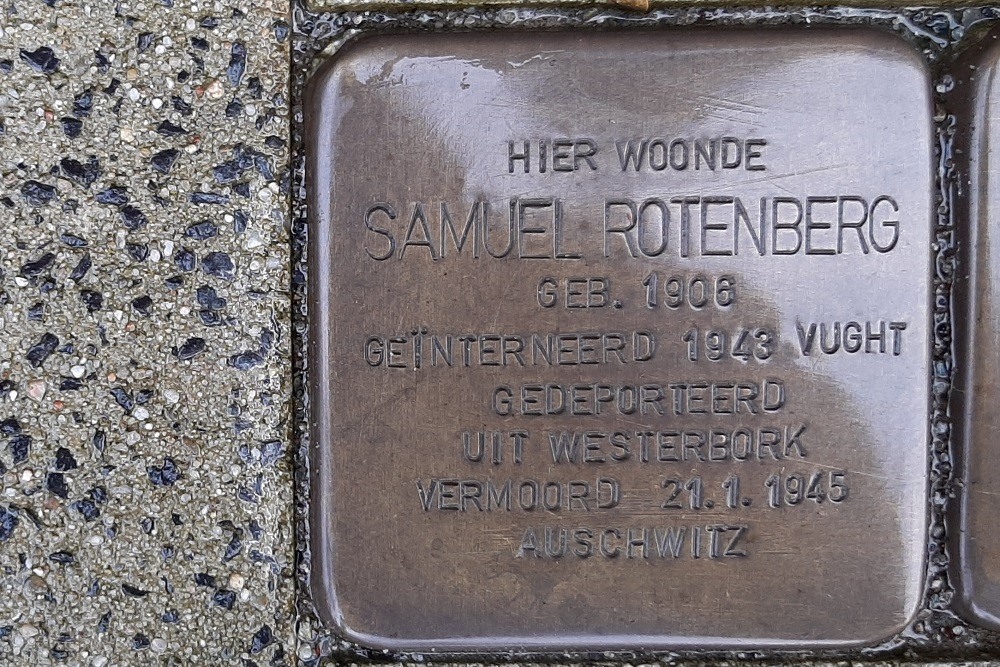 HIER WOONDE
SAMUEL ROTENBERG
GEB. 1906
GEÏNTERNEERD 1943 VUGHT
GEDEPORTEERD
UIT WESTERBORK
VERMOORD 21.1.1945
AUSCHWITZ